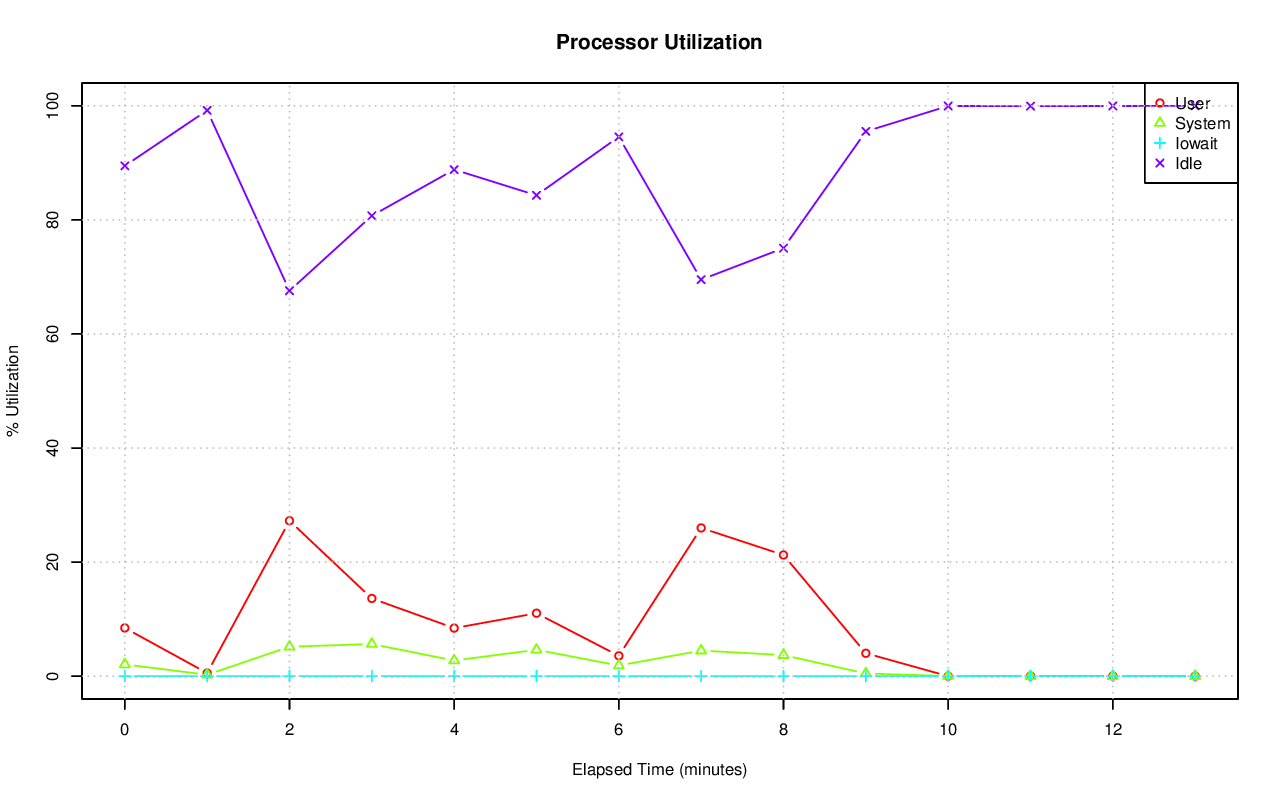 Processor Utilization
% Utilization
100
80
60
40
20
0
User
System
Iowait
Idle
0 2 4 6 8 10 12
Elapsed Time (minutes)